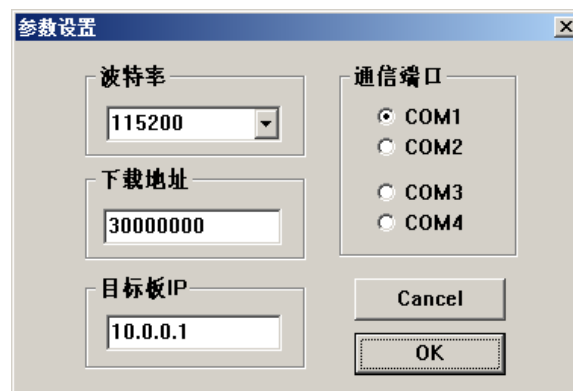 参数设置
波特率
115200
下载地址
30000000
目标板IP
10.0.0.1
通信端口
COM1
COM2
COM3
COM4
Cancel
OK